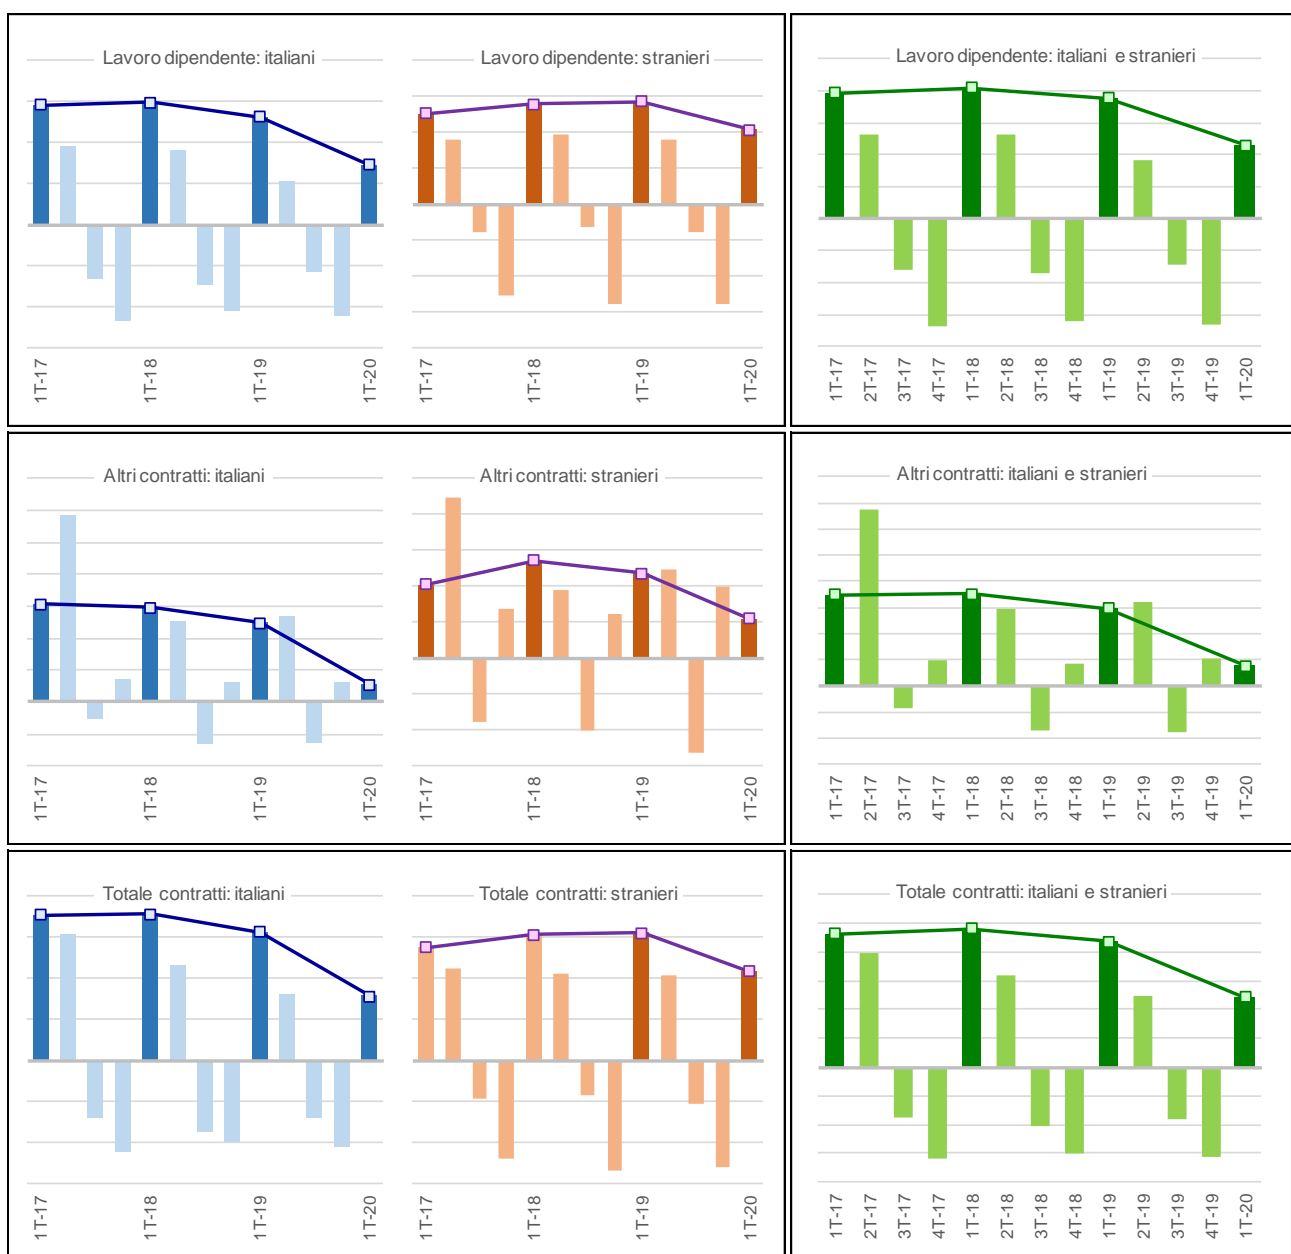 Lavoro dipendente: italiani
1T-17
1T-18
1T-19
1T-20
Lavoro dipendente: stranieri
1T-17
1T-18
1T-19
1T-20
Lavoro dipendente: italiani e stranieri
1T-17
2T-17
3T-17
4T-17
1T-18
2T-18
3T-18
4T-18
1T-19
2T-19
3T-19
4T-19
1T-20
Altri contratti: italiani
1T-17
1T-18
1T-19
1T-20
Altri contratti: stranieri
1T-17
1T-18
1T-19
1T-20
Altri contratti: italiani e stranieri
1T-17
2T-17
3T-17
4T-17
1T-18
2T-18
3T-18
4T-18
1T-19
2T-19
3T-19
4T-19
1T-20
Totale contratti: italiani
1T-17
1T-18
1T-19
1T-20
Totale contratti: stranieri
1T-17
1T-18
1T-19
1T-20
Totale contratti: italiani e stranieri
1T-17
2T-17
3T-17
4T-17
1T-18
2T-18
3T-18
4T-18
1T-19
2T-19
3T-19
4T-19
1T-20